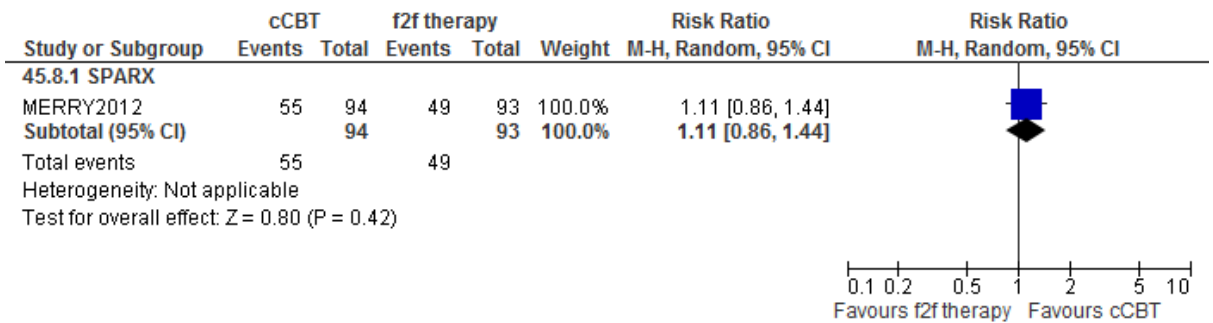 cCBT f2f therapy Risk Ratio Risk Ratio
Study or Subgroup Events Total Events Total Weight M-H, Random, 95% CI M-H, Random, 95% CI
45.8.1 SPARX
MERRY2012 55 94 49 93 100.0% 1.11 [0.86, 1.44]
Subtotal (95% CI) 94 93 100.0% 1.11 [0.86, 1.44]
Total events 55 49
Heterogeneity: Not applicable
Test for overall effect: Z = 0.80 (P = 0.42)
0.1 0.2 0.5 1 2 5 10
Favours f2f therapy Favours cCBT